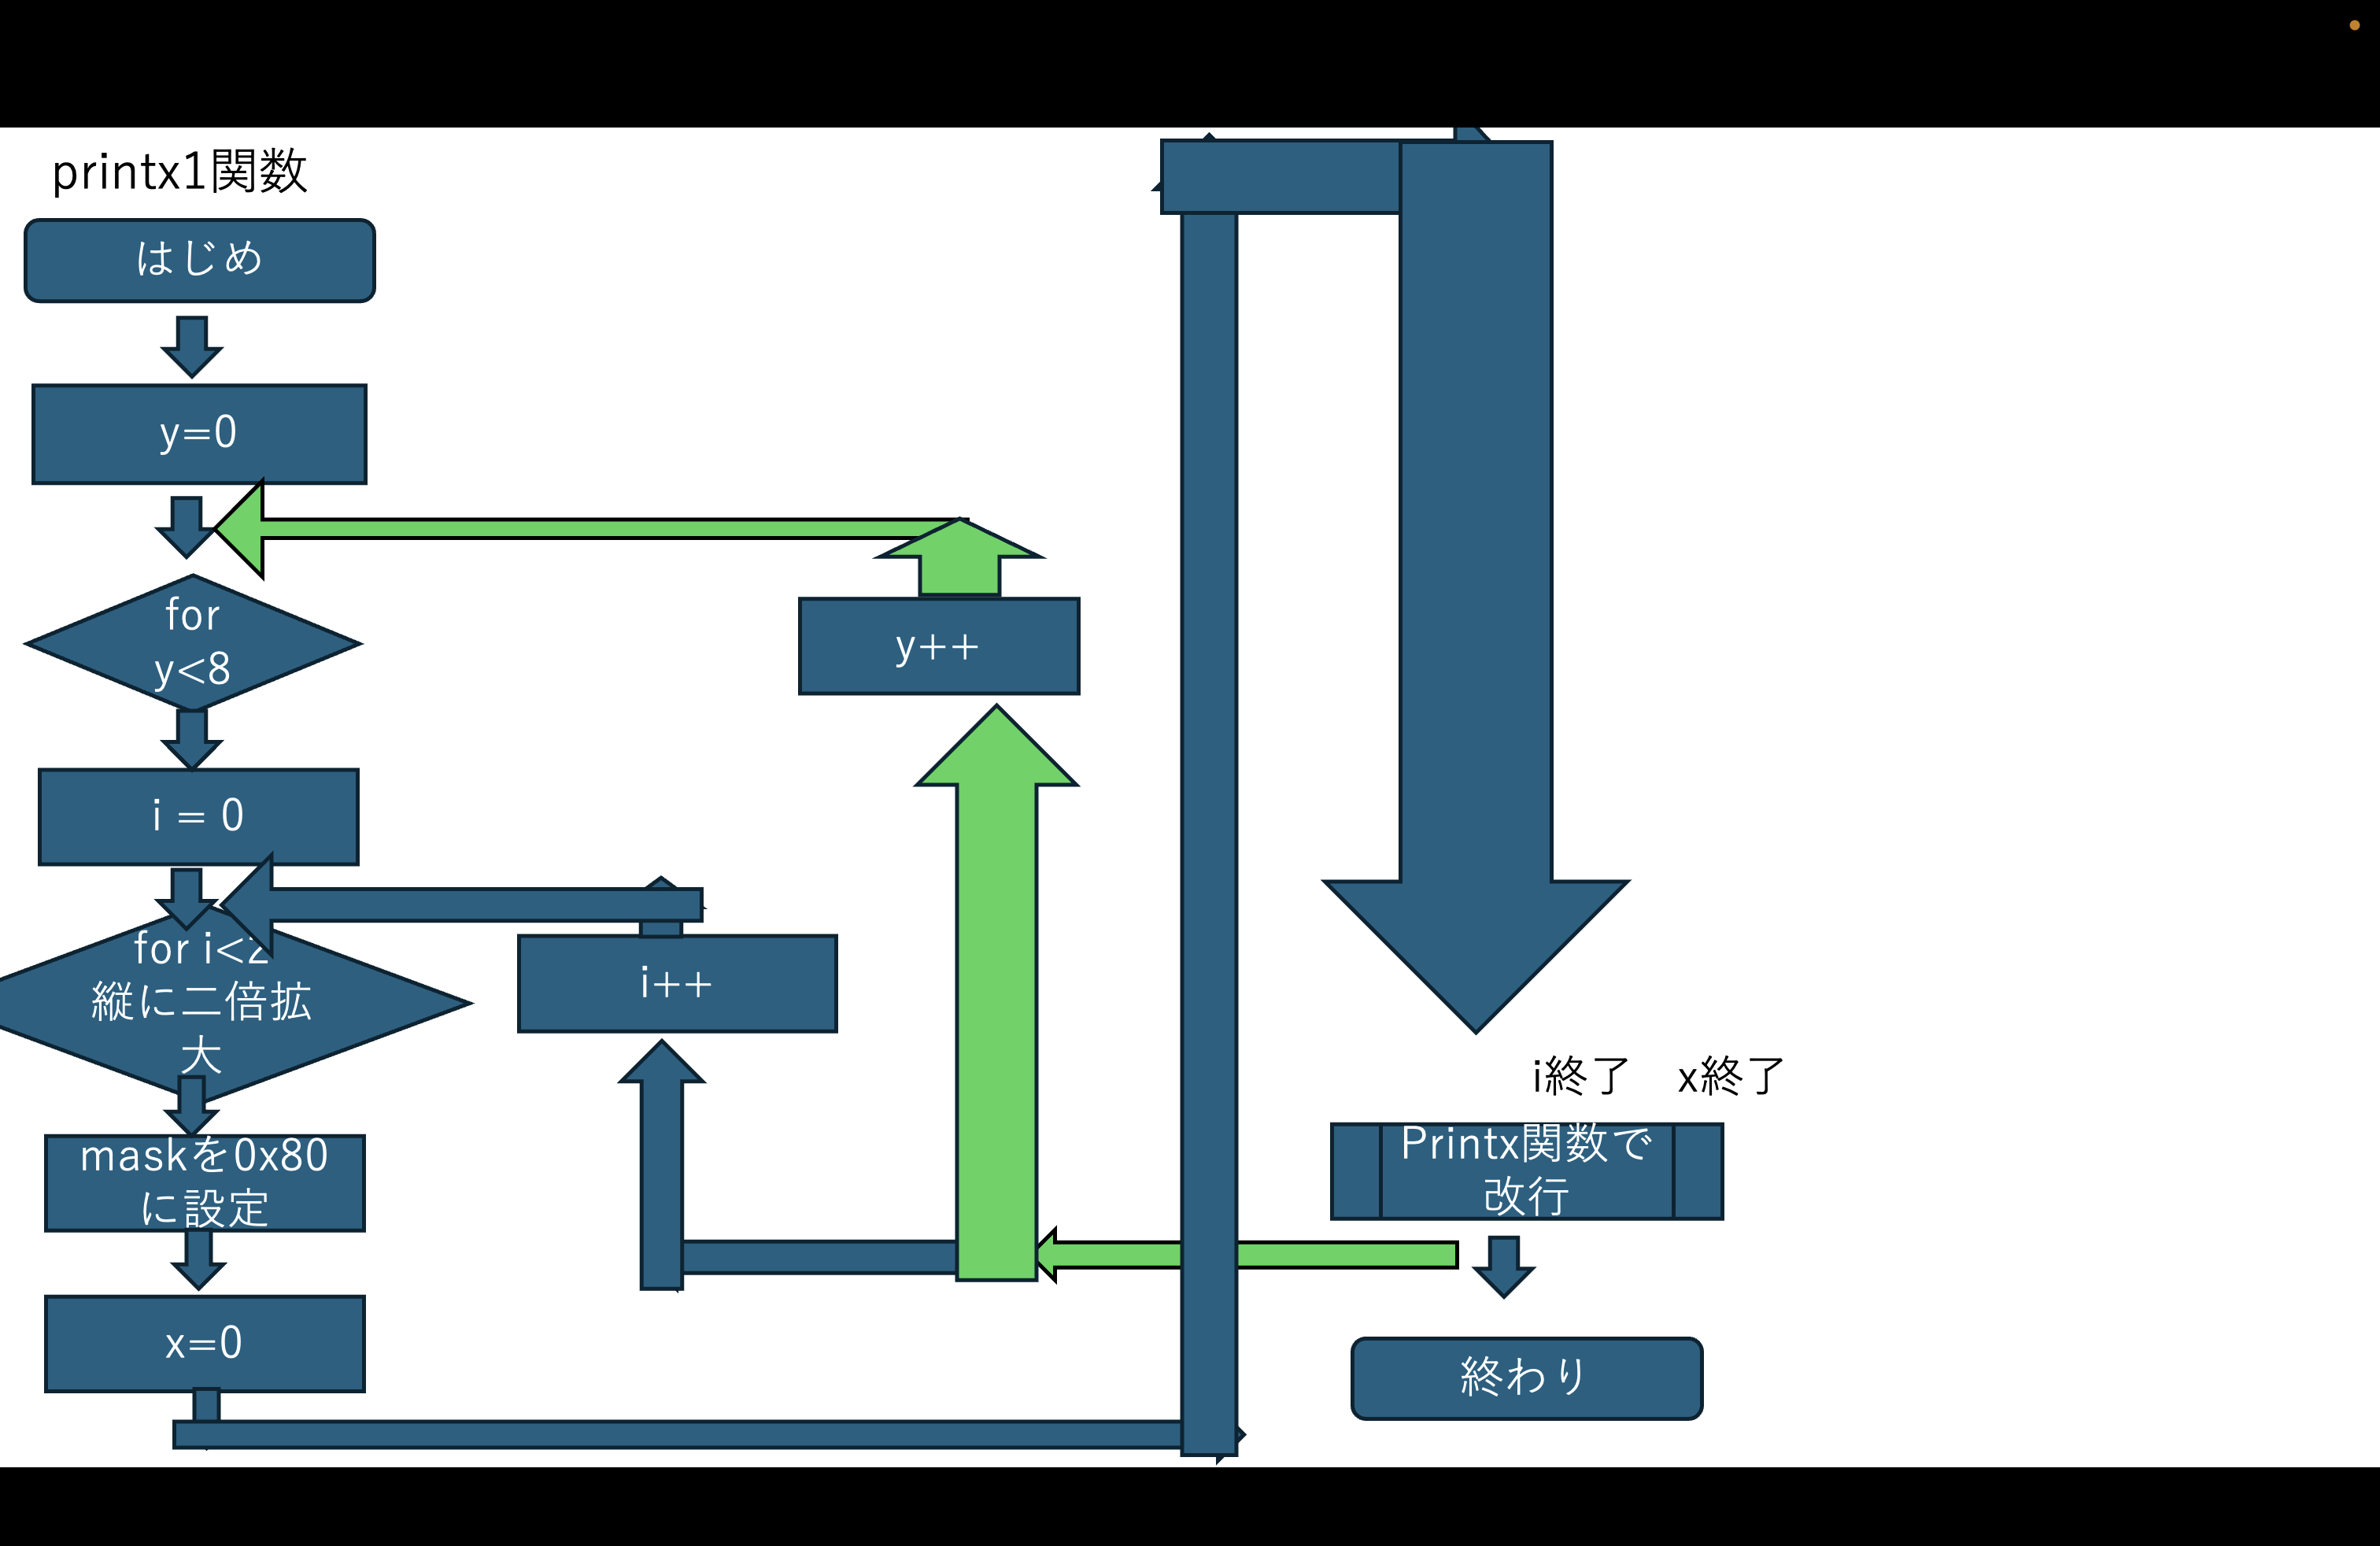 printx1関数
はじめ
y=0
for
y<8
y++
i = 0
for i<2
縦に二倍拡
大
i++
maskを0x80
に設定
x=0
i終了　x終了
Printx関数で
改行
終わり